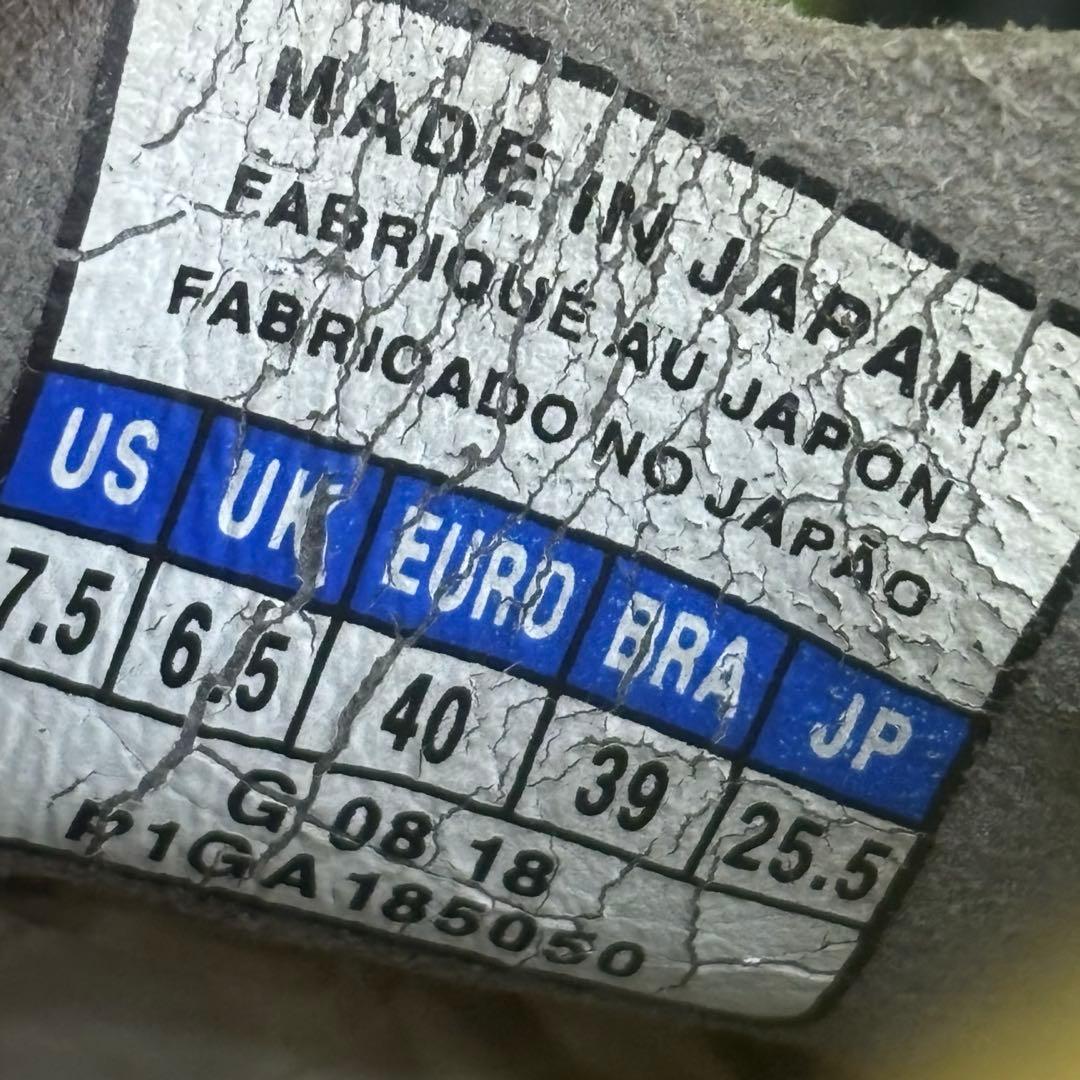 MADE IN JAPAN
FABRIQUÉ AU JAPON
FABRICADO NO JAPÃO
US UK EURO BRA JP
7.5 6.5 40 39 25.5
G 08 18
P1GA185050